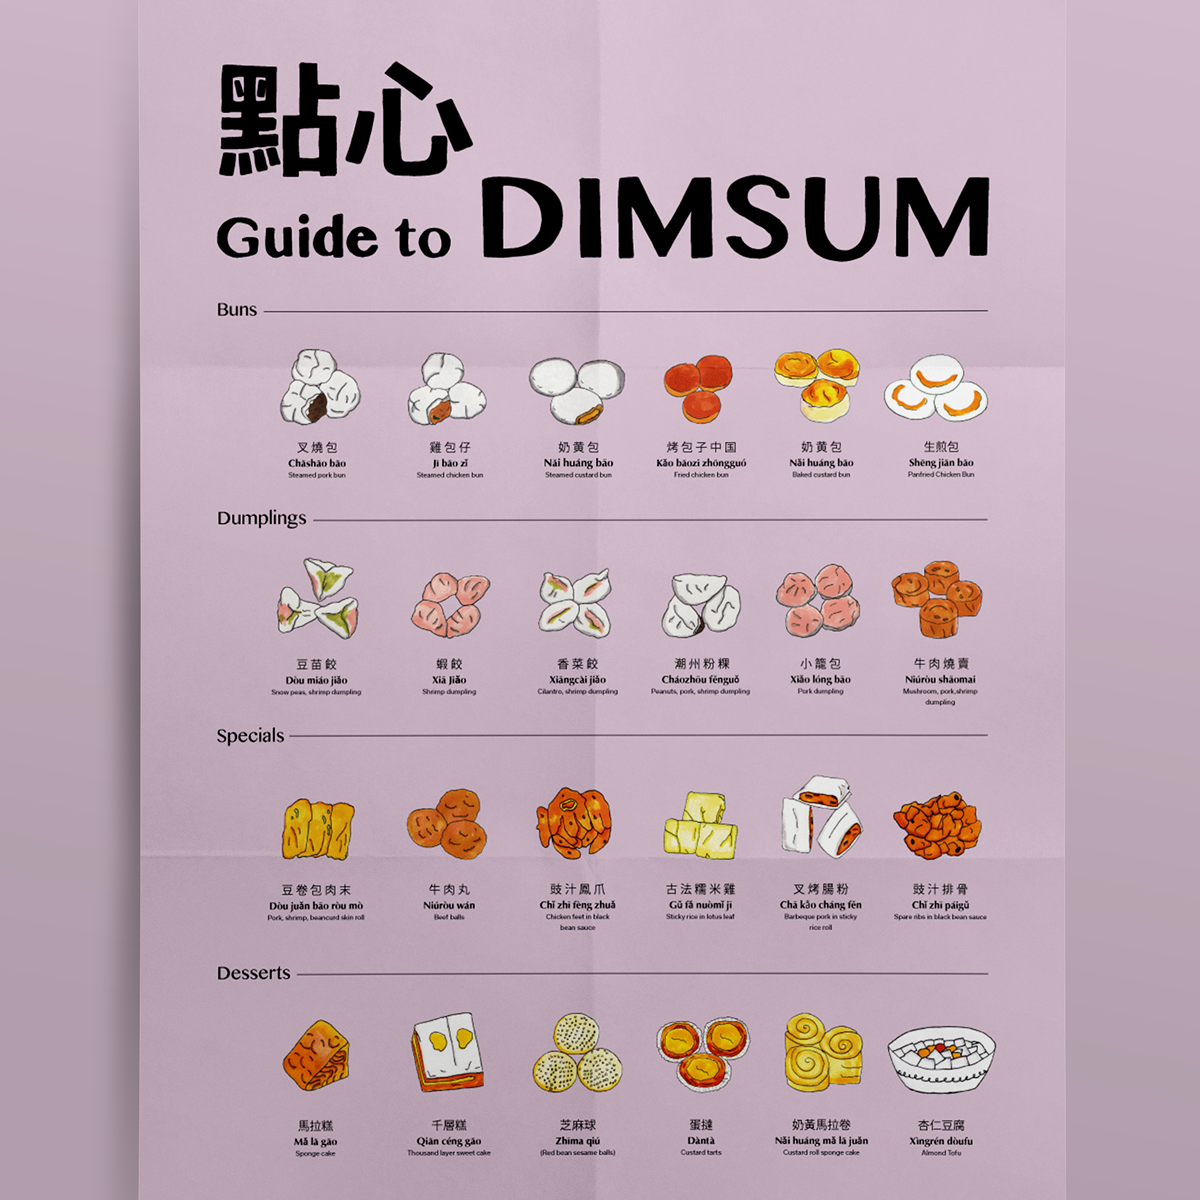 點心
Guide to DIMSUM
Buns
叉燒包 雞包仔 奶黄包 烤包子中国 奶黄包 生煎包
Chāshāo bāo Jī bāo zǐ Nǎi huáng bāo Kǎo bāozi zhōngguó Nǎi huáng bāo Shēng jiān bāo
Steamed pork bun Steamed chicken bun Steamed custard bun Fried chicken bun Baked custard bun Panfried Chicken Bun
Dumplings
豆苗餃 蝦餃 香菜餃 潮州粉粿 小籠包 牛肉燒賣
Dòu miáo jiǎo Xiā Jiǎo Xiāngcài jiǎo Cháozhōu fěnguǒ Xiǎo lóng bāo Niúròu shāomai
Snow peas, shrimp dumpling Shrimp dumpling Cilantro, shrimp dumpling Peanuts, pork, shrimp dumpling Pork dumpling Mushroom, pork,shrimp
dumpling
Specials
豆卷包肉末 牛肉丸 豉汁鳳爪 古法糯米雞 叉烤腸粉 豉汁排骨
Dòu juǎn bāo ròu mò Niúròu wán Chǐ zhī fèng zhuǎ Gǔ fǎ nuòmǐ jī Chā kǎo cháng fěn Chǐ zhī páigǔ
Pork, shrimp, beancurd skin roll Beef balls Chicken feet in black Sticky rice in lotus leaf Barbeque pork in sticky Spare ribs in black bean sauce
bean sauce rice roll
Desserts
馬拉糕 千層糕 芝麻球 蛋撻 奶黃馬拉卷 杏仁豆腐
Mǎ lā gāo Qiān céng gāo Zhīma qiú Dàntà Nǎi huáng mǎ lā juǎn Xìngrén dòufu
Sponge cake Thousand layer sweet cake (Red bean sesame balls) Custard tarts Custard roll sponge cake Almond Tofu